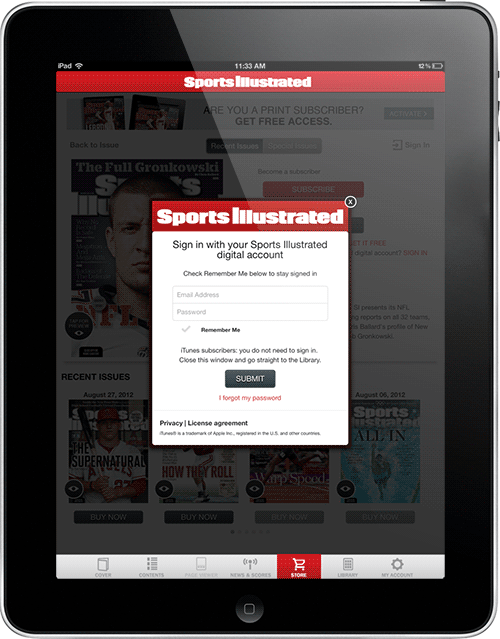 iPad
11:33 AM
12%
Sports Illustrated
ARE YOU A PRINT SUBSCRIBER?
GET FREE ACCESS.
ACTIVATE
Back to Issue
Recent Issues
Special Issues
Sign In
The Full Gronkowski
Become a subscriber
SUBSCRIBE
Sports Illustrated
X
Sign in with your Sports Illustrated
digital account
Check Remember Me below to stay signed in
Email Address
Password
Remember Me
iTunes subscribers: you do not need to sign in.
Close this window and go straight to the Library.
SUBMIT
I forgot my password
Privacy | License agreement
iTunes® is a trademark of Apple Inc., registered in the U.S. and other countries.
GET IT FREE
digital account? SIGN IN
SI presents its NFL
reports on all 32 teams,
Ballard's profile of New
Gronkowski.
NFL
TAP FOR
PREVIEW
RECENT ISSUES
August 27, 2012
August 06, 2012
THE
SUPERNATURAL
HOW THEY ROLL
Warp Speed
ALL IN
BUY NOW
BUY NOW
BUY NOW
BUY NOW
COVER
CONTENTS
PAGE VIEWER
NEWS & SCORES
STORE
LIBRARY
MY ACCOUNT